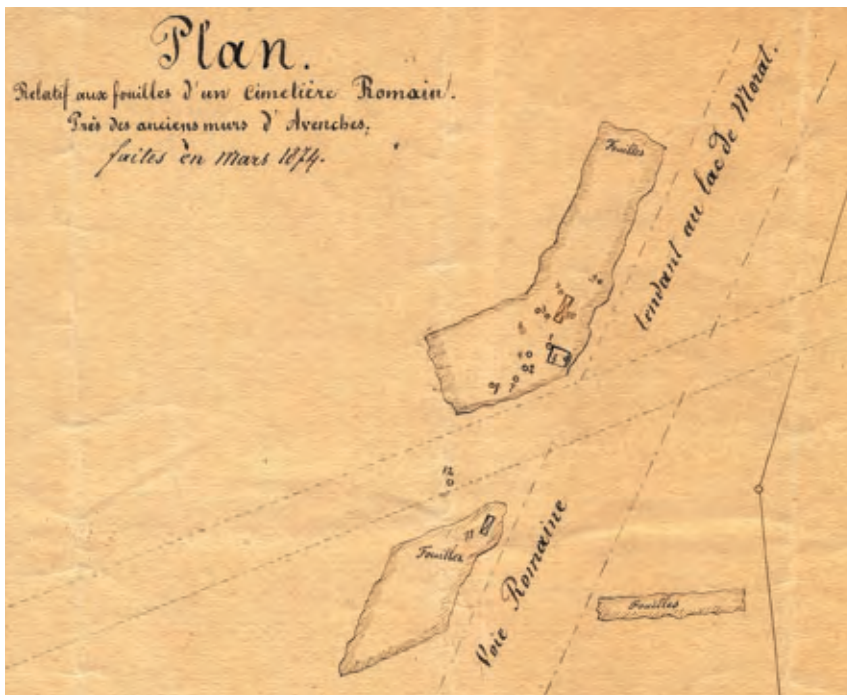 Plan.
Relatif aux fouilles d'un Cimetière Romain.
Près des anciens murs d'Avenches,
faites en Mars 1874.
Fouilles
tendant au lac de Morat.
12
Fouilles
Voie Romaine
Fouilles